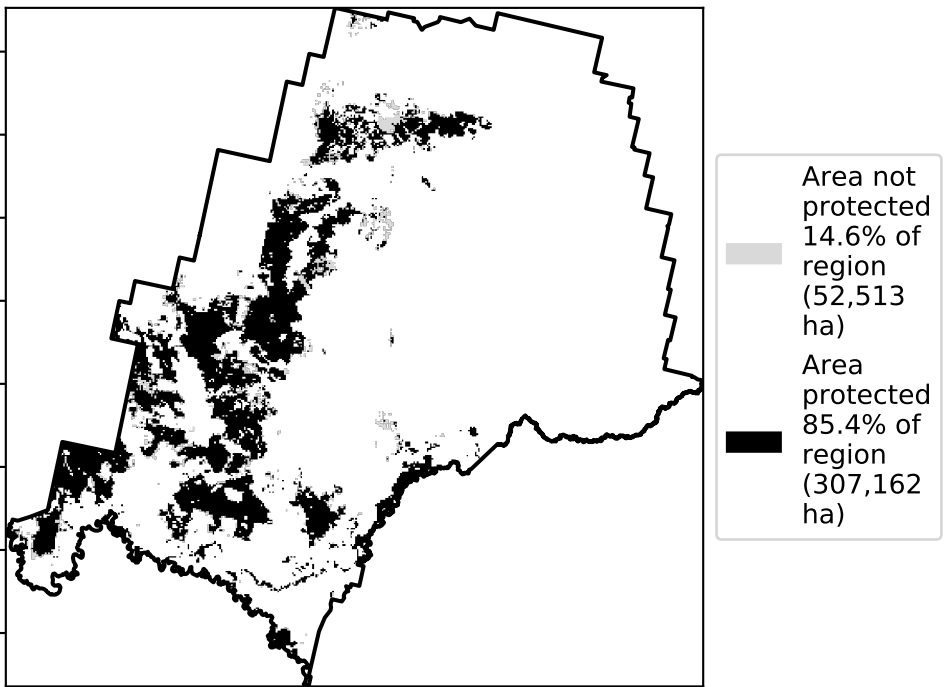 Area not
protected
14.6% of
region
(52,513
ha)
Area
protected
85.4% of
region
(307,162
ha)